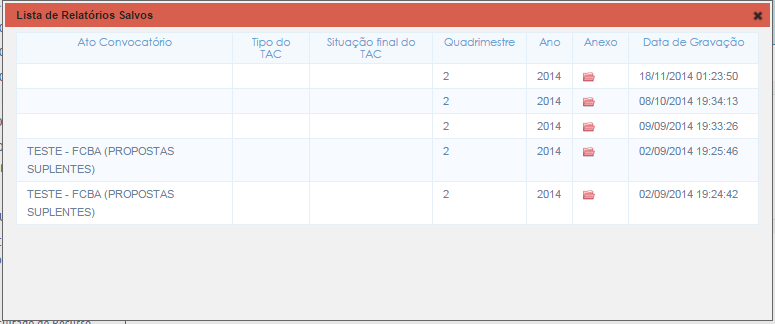 Lista de Relatórios Salvos
Ato Convocatório Tipo do TAC Situação final do TAC Quadrimestre Ano Anexo Data de Gravação
2 2014 18/11/2014 01:23:50
2 2014 08/10/2014 19:34:13
2 2014 09/09/2014 19:33:26
TESTE - FCBA (PROPOSTAS
SUPLENTES) 2 2014 02/09/2014 19:25:46
TESTE - FCBA (PROPOSTAS
SUPLENTES) 2 2014 02/09/2014 19:24:42